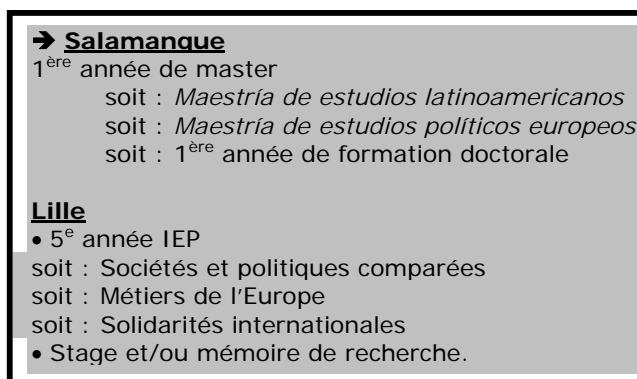 ➔ Salamanque
1ère année de master
soit : Maestría de estudios latinoamericanos
soit : Maestría de estudios políticos europeos
soit : 1ère année de formation doctorale
Lille
• 5e année IEP
soit : Sociétés et politiques comparées
soit : Métiers de l'Europe
soit : Solidarités internationales
• Stage et/ou mémoire de recherche.